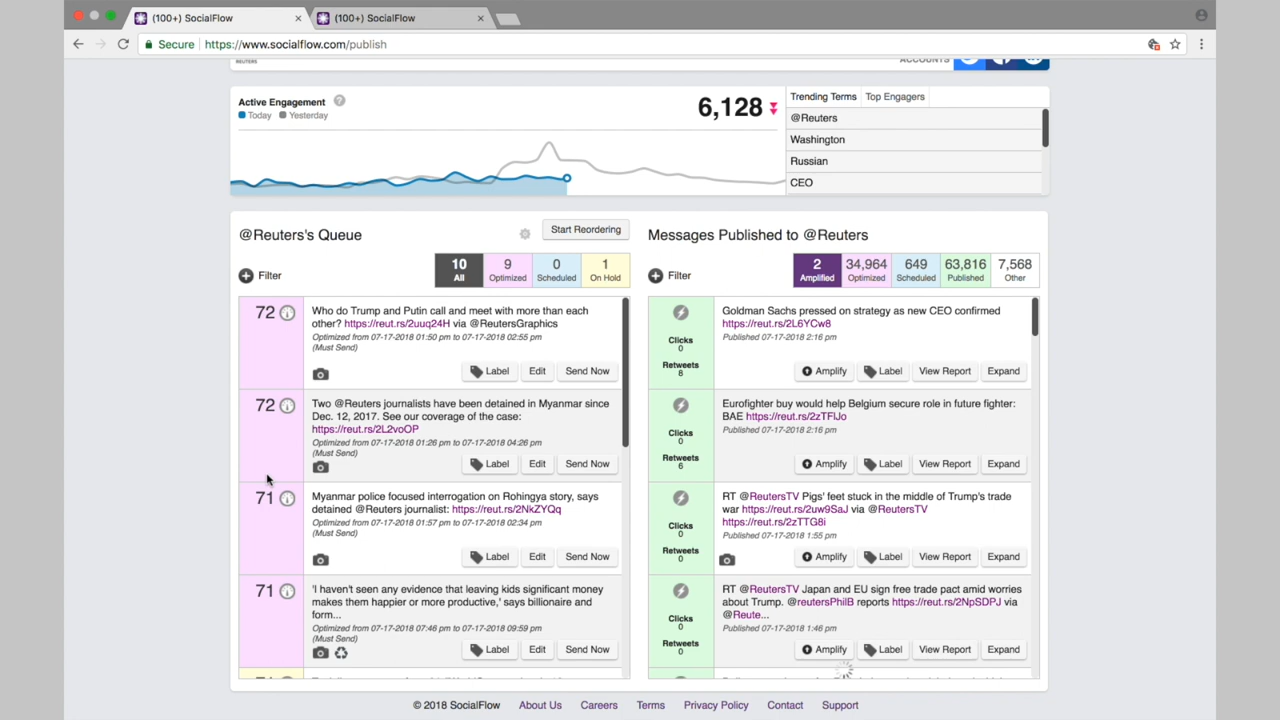 (100+) SocialFlow
(100+) SocialFlow
Secure
https://www.socialflow.com/publish
REUTERS
ACCOUNTS
Active Engagement
Today Yesterday
6,128
Trending Terms Top Engagers
@Reuters
Washington
Russian
CEO
@Reuters's Queue
Start Reordering
Filter
10 All
9 Optimized
0 Scheduled
1 On Hold
72
Who do Trump and Putin call and meet with more than each
other? https://reut.rs/2uuq24H via @ReutersGraphics
Optimized from 07-17-2018 01:50 pm to 07-17-2018 02:55 pm
(Must Send)
Label Edit Send Now
72
Two @Reuters journalists have been detained in Myanmar since
Dec. 12, 2017. See our coverage of the case:
https://reut.rs/2L2voOP
Optimized from 07-17-2018 01:26 pm to 07-17-2018 04:26 pm
(Must Send)
Label Edit Send Now
71
Myanmar police focused interrogation on Rohingya story, says
detained @Reuters journalist: https://reut.rs/2NkZYQq
Optimized from 07-17-2018 01:57 pm to 07-17-2018 02:34 pm
(Must Send)
Label Edit Send Now
71
'I haven't seen any evidence that leaving kids significant money
makes them happier or more productive,' says billionaire and
form...
Optimized from 07-17-2018 07:46 pm to 07-17-2018 09:59 pm
(Must Send)
Label Edit Send Now
Messages Published to @Reuters
Filter
2 Amplified
34,964 Optimized
649 Scheduled
63,816 Published
7,568 Other
Clicks
0
Retweets
8
Goldman Sachs pressed on strategy as new CEO confirmed
https://reut.rs/2L6YCw8
Published 07-17-2018 2:16 pm
Amplify Label View Report Expand
Clicks
0
Retweets
6
Eurofighter buy would help Belgium secure role in future fighter:
BAE https://reut.rs/2zTFlJo
Published 07-17-2018 2:16 pm
Amplify Label View Report Expand
Clicks
0
Retweets
0
RT @ReutersTV Pigs' feet stuck in the middle of Trump's trade
war https://reut.rs/2uw9SaJ via @ReutersTV
https://reut.rs/2zTTG8i
Published 07-17-2018 1:55 pm
Amplify Label View Report Expand
Clicks
0
Retweets
0
RT @ReutersTV Japan and EU sign free trade pact amid worries
about Trump. @reutersPhilB reports https://reut.rs/2NpSDPJ via
@Reute...
Published 07-17-2018 1:46 pm
Amplify Label View Report Expand
© 2018 SocialFlow About Us Careers Terms Privacy Policy Contact Support